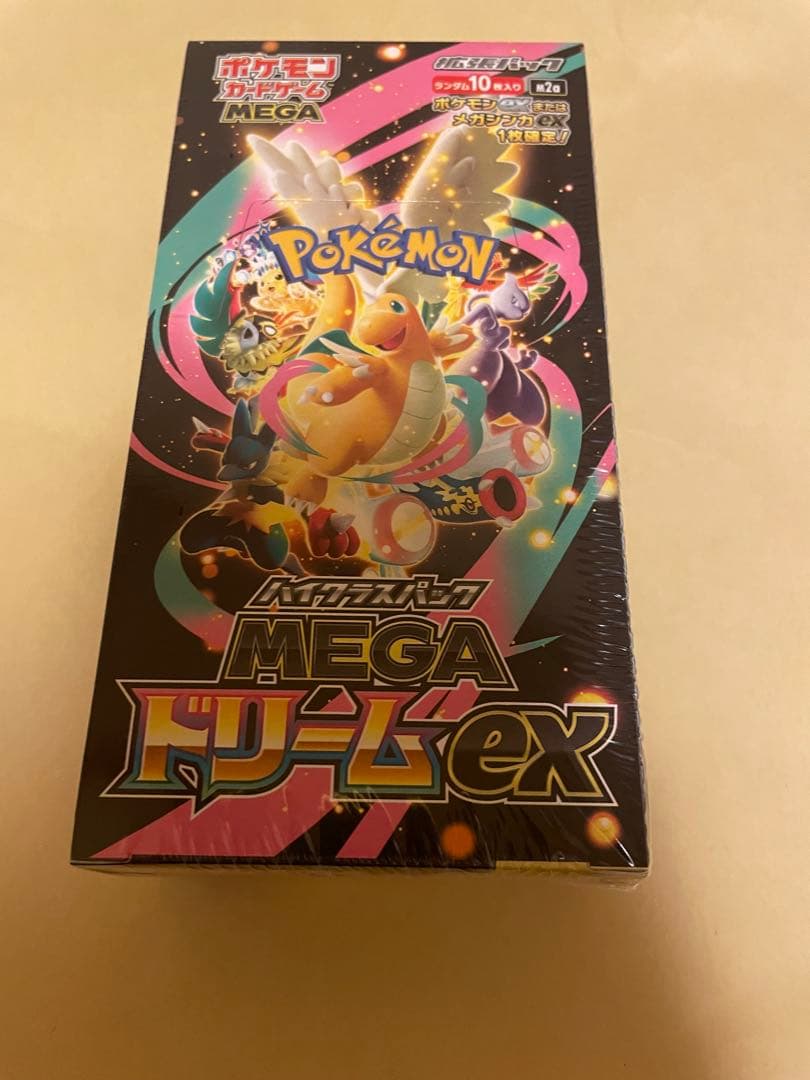 ポケモン
カードゲーム
MEGA
拡張パック
ランダム10枚入り
M2a
ポケモンexまたは
メガシンカex
1枚確定!
POKéMON
ハイクラスパック
MEGA
ドリームex